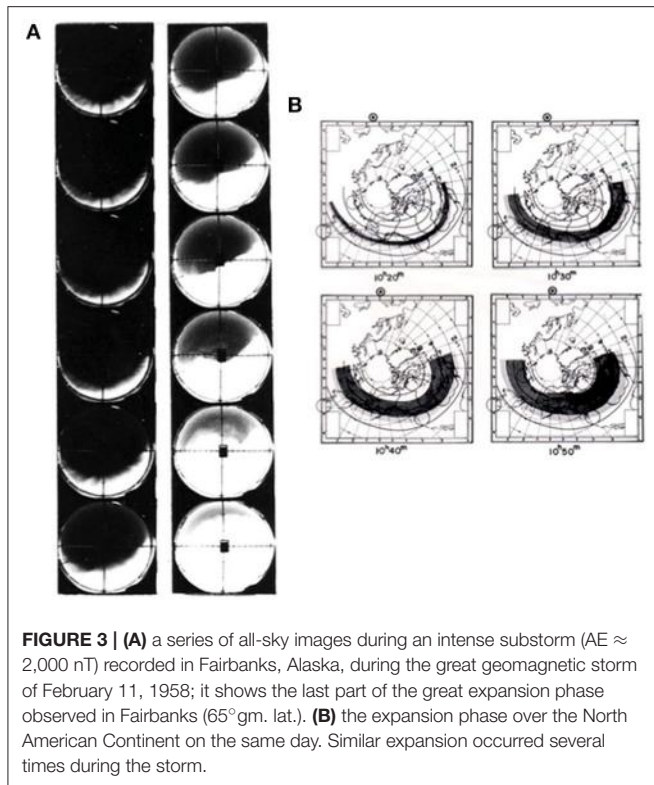 A
B
10ʰ20ᵐ
10ʰ30ᵐ
10ʰ40ᵐ
10ʰ50ᵐ
FIGURE 3 | (A) a series of all-sky images during an intense substorm (AE ≈
2,000 nT) recorded in Fairbanks, Alaska, during the great geomagnetic storm
of February 11, 1958; it shows the last part of the great expansion phase
observed in Fairbanks (65°gm. lat.). (B) the expansion phase over the North
American Continent on the same day. Similar expansion occurred several
times during the storm.